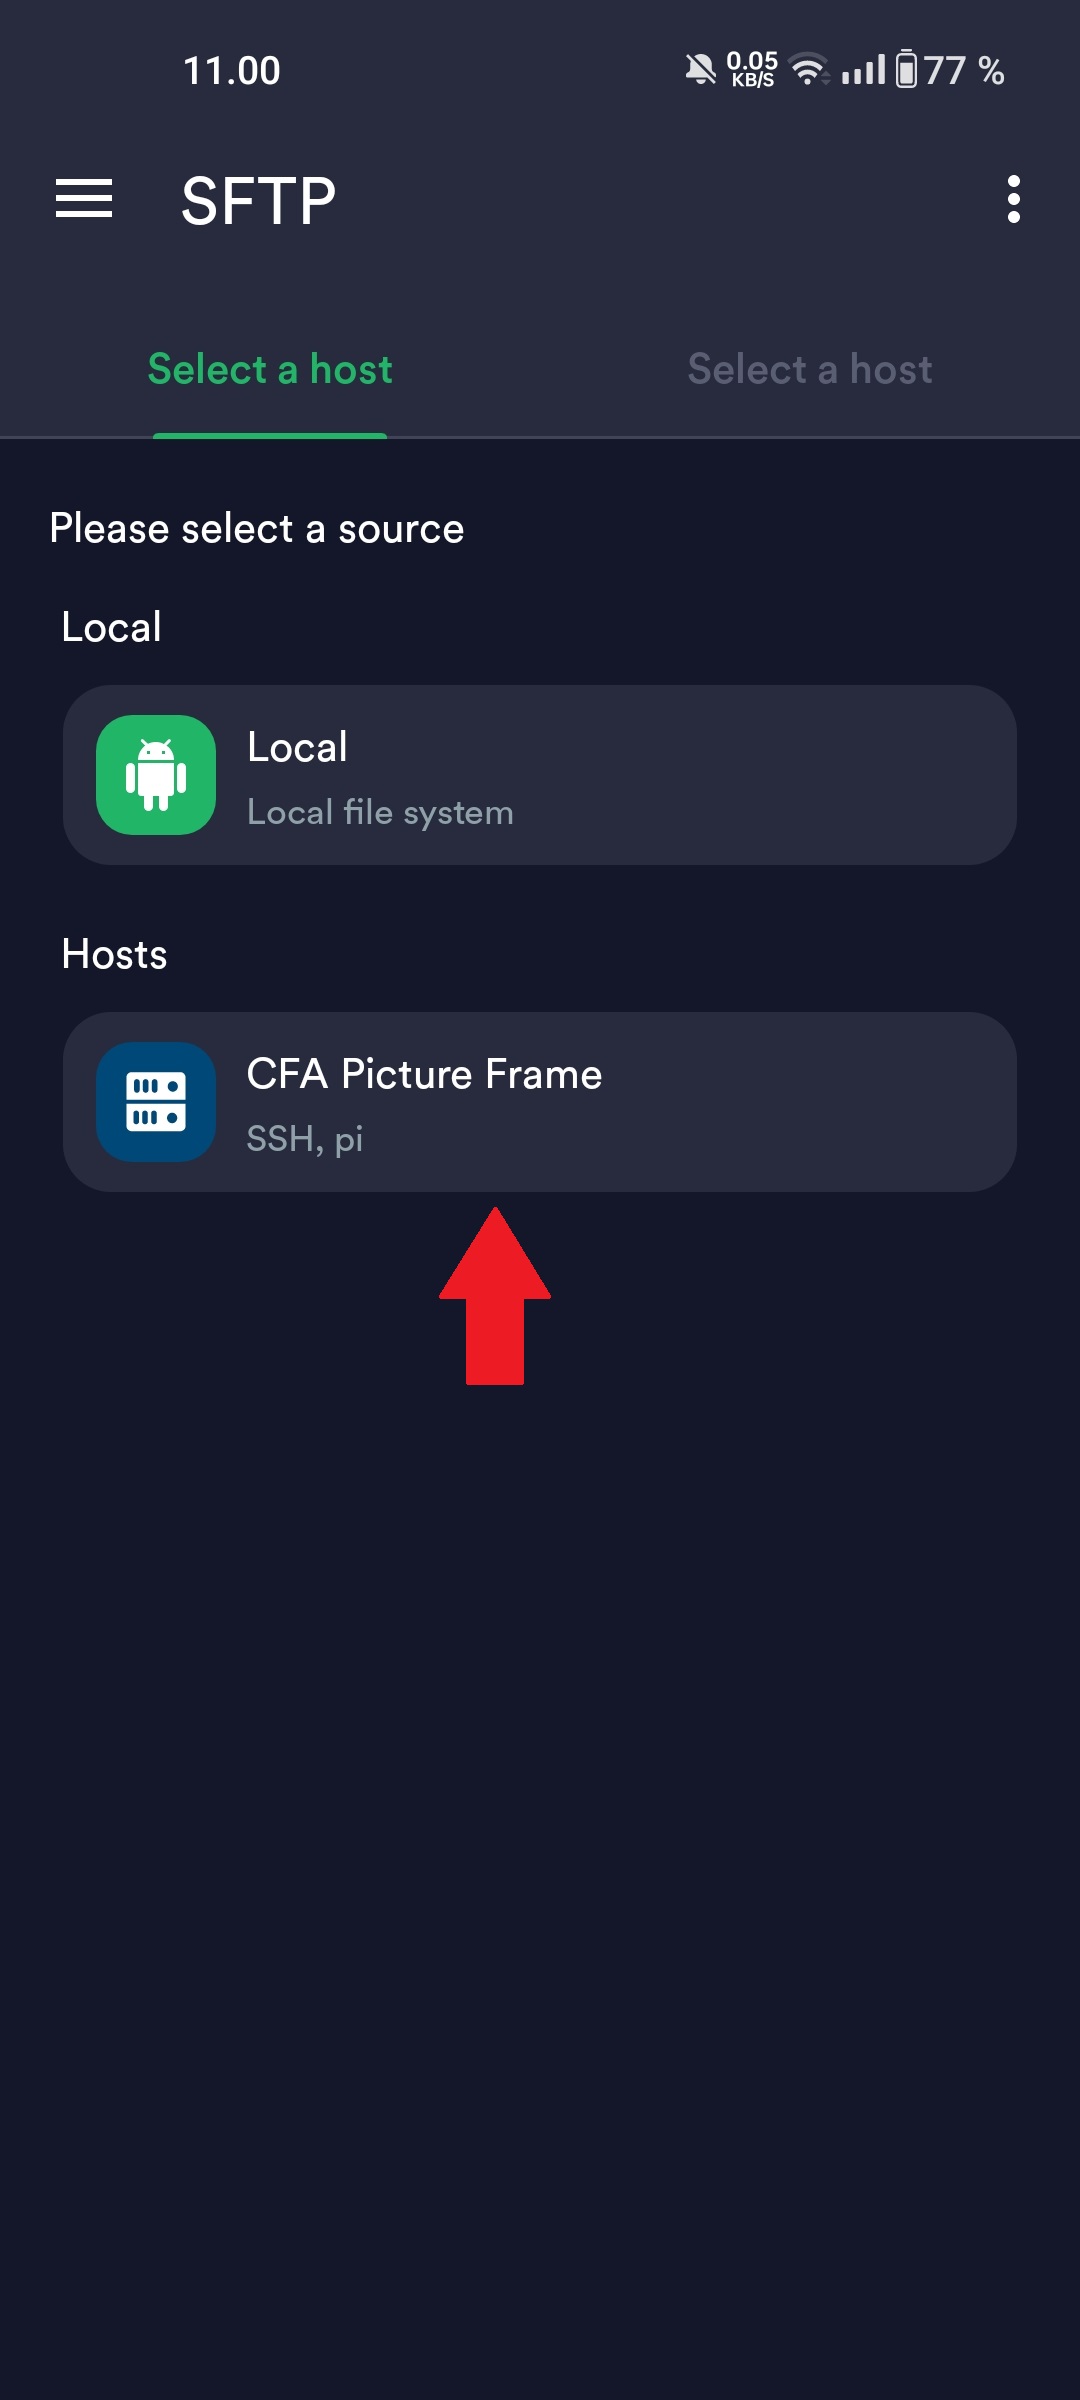 11.00
0.05
KB/S
77 %
SFTP
Select a host
Select a host
Please select a source
Local
Local
Local file system
Hosts
CFA Picture Frame
SSH, pi